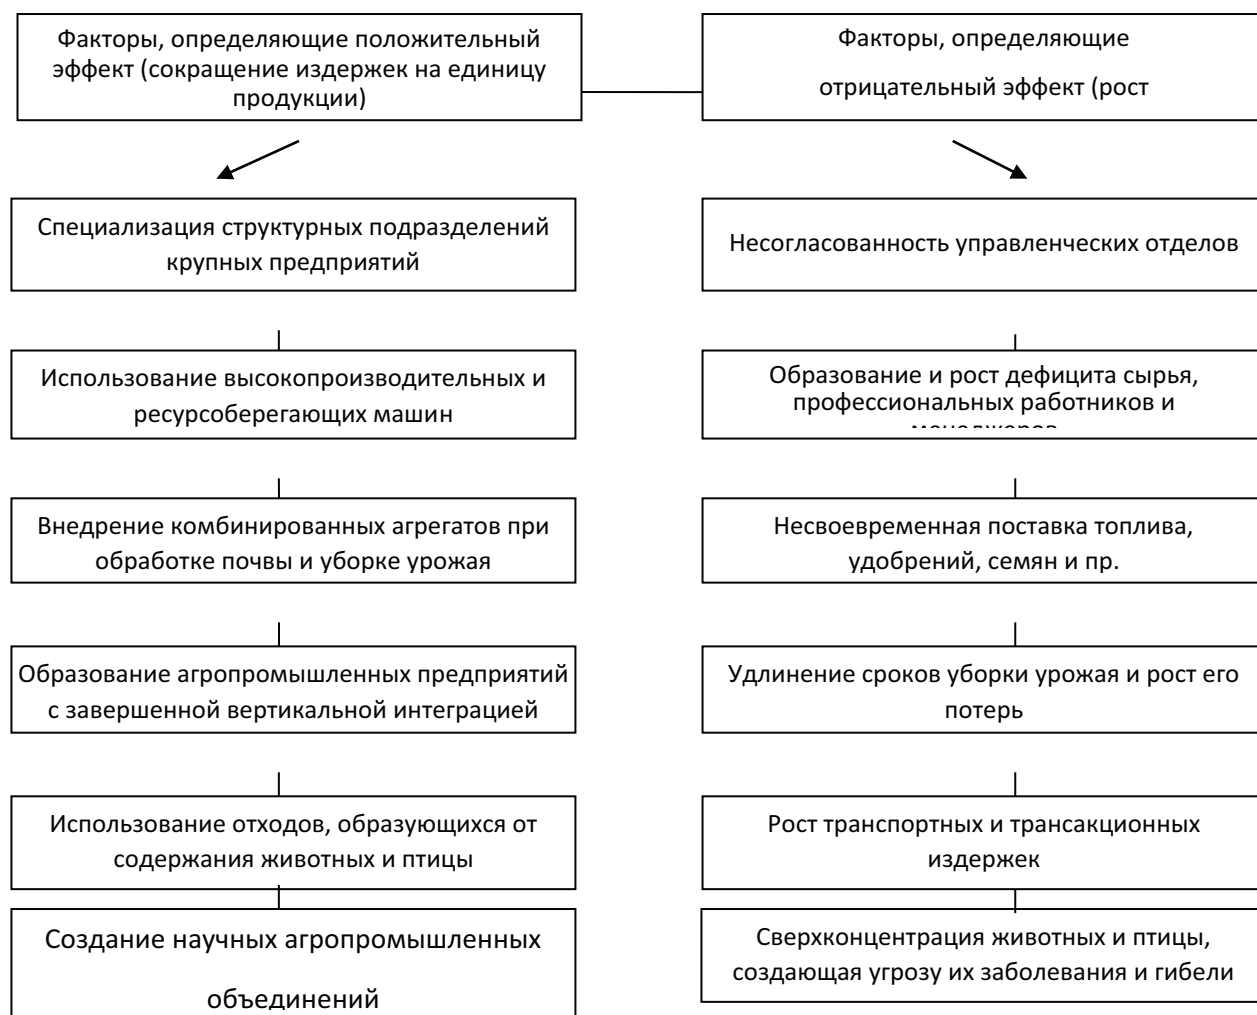 Факторы, определяющие положительный
эффект (сокращение издержек на единицу
продукции)
Факторы, определяющие
отрицательный эффект (рост
Специализация структурных подразделений
крупных предприятий
Несогласованность управленческих отделов
Использование высокопроизводительных и
ресурсоберегающих машин
Образование и рост дефицита сырья,
профессиональных работников и
менеджеров
Внедрение комбинированных агрегатов при
обработке почвы и уборке урожая
Несвоевременная поставка топлива,
удобрений, семян и пр.
Образование агропромышленных предприятий
с завершенной вертикальной интеграцией
Удлинение сроков уборки урожая и рост его
потерь
Использование отходов, образующихся от
содержания животных и птицы
Рост транспортных и трансакционных
издержек
Создание научных агропромышленных
объединений
Сверхконцентрация животных и птицы,
создающая угрозу их заболевания и гибели